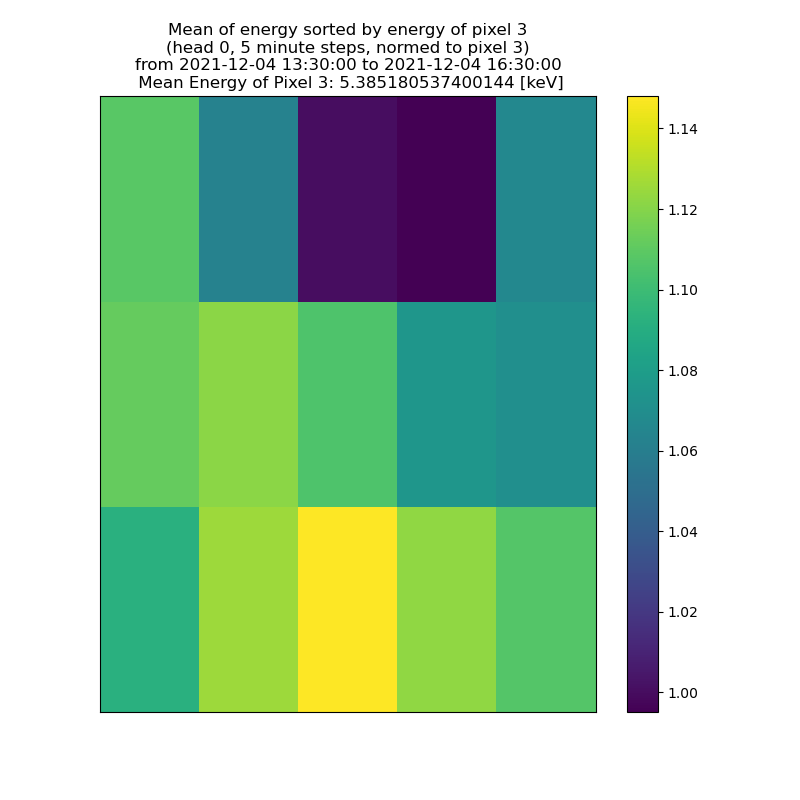 Mean of energy sorted by energy of pixel 3
(head 0, 5 minute steps, normed to pixel 3)
from 2021-12-04 13:30:00 to 2021-12-04 16:30:00
Mean Energy of Pixel 3: 5.385180537400144 [keV]
1.14
1.12
1.10
1.08
1.06
1.04
1.02
1.00